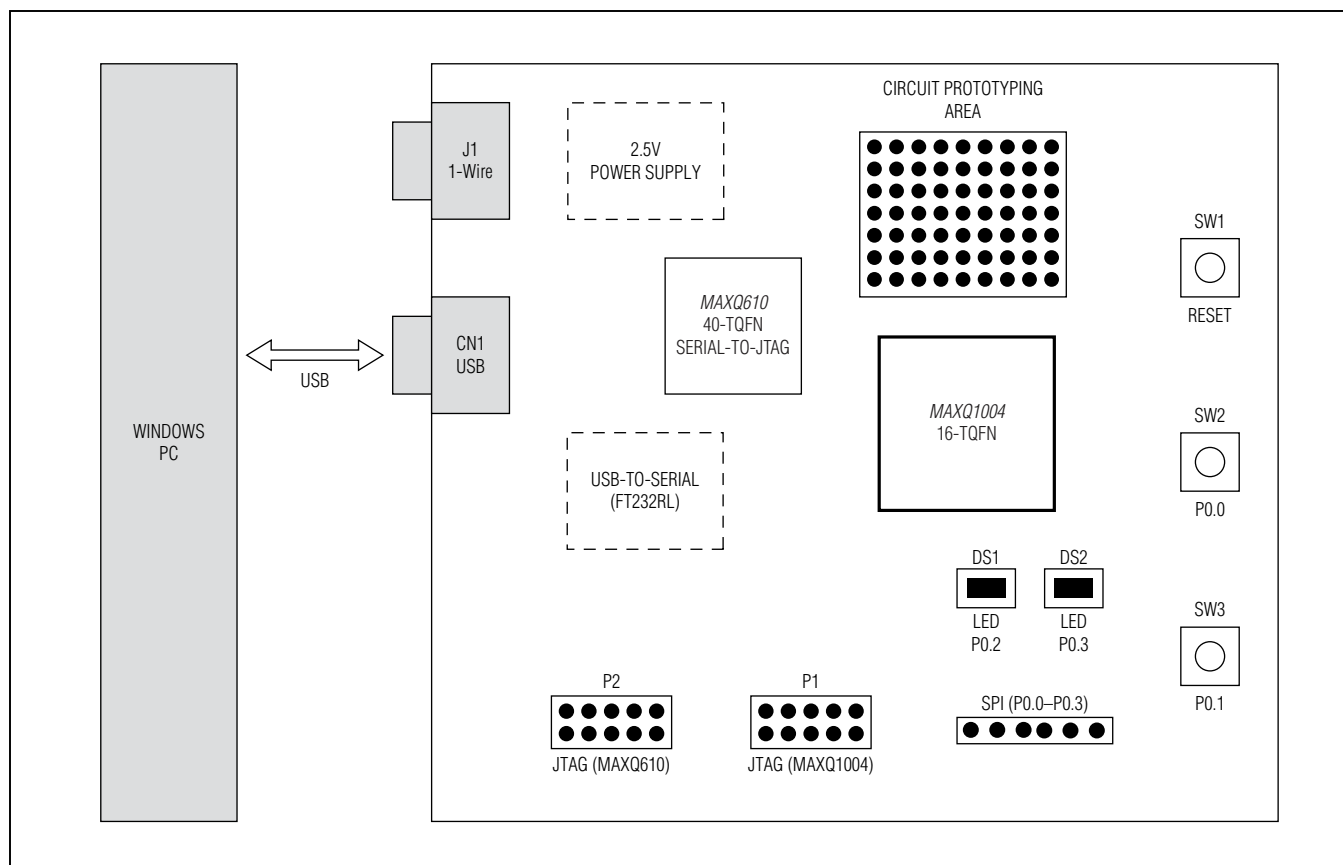 WINDOWS
PC
USB
J1
1-Wire
CN1
USB
2.5V
POWER SUPPLY
MAXQ610
40-TQFN
SERIAL-TO-JTAG
USB-TO-SERIAL
(FT232RL)
CIRCUIT PROTOTYPING
AREA
MAXQ1004
16-TQFN
SW1
RESET
SW2
P0.0
SW3
P0.1
DS1
LED
P0.2
DS2
LED
P0.3
P2
JTAG (MAXQ610)
P1
JTAG (MAXQ1004)
SPI (P0.0–P0.3)